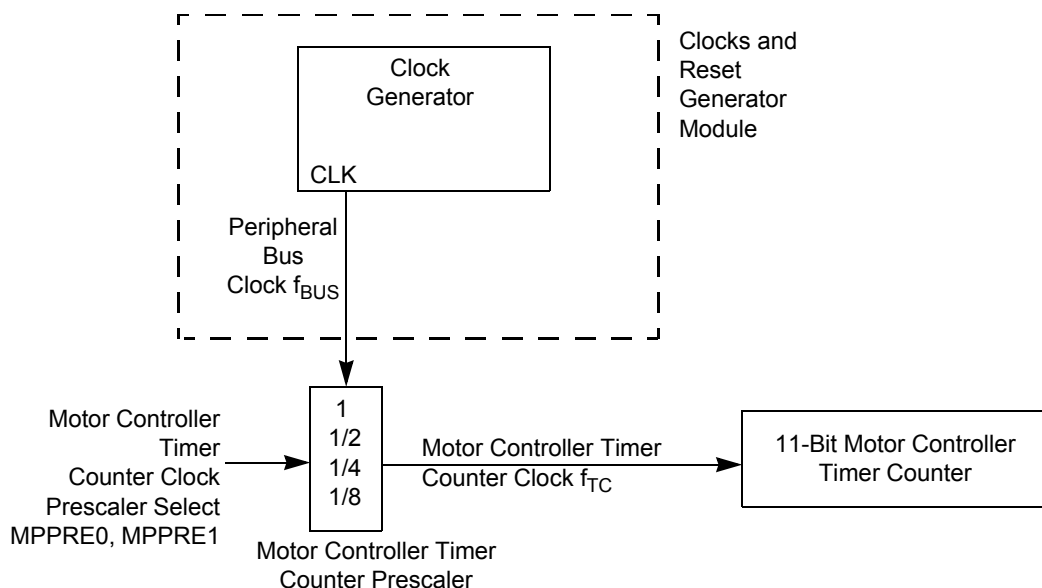 Clocks and
Reset
Generator
Module
Clock
Generator
CLK
Peripheral
Bus
Clock fBUS
Motor Controller
Timer
Counter Clock
Prescaler Select
MPPRE0, MPPRE1
1
1/2
1/4
1/8
Motor Controller Timer
Counter Prescaler
Motor Controller Timer
Counter Clock fTC
11-Bit Motor Controller
Timer Counter